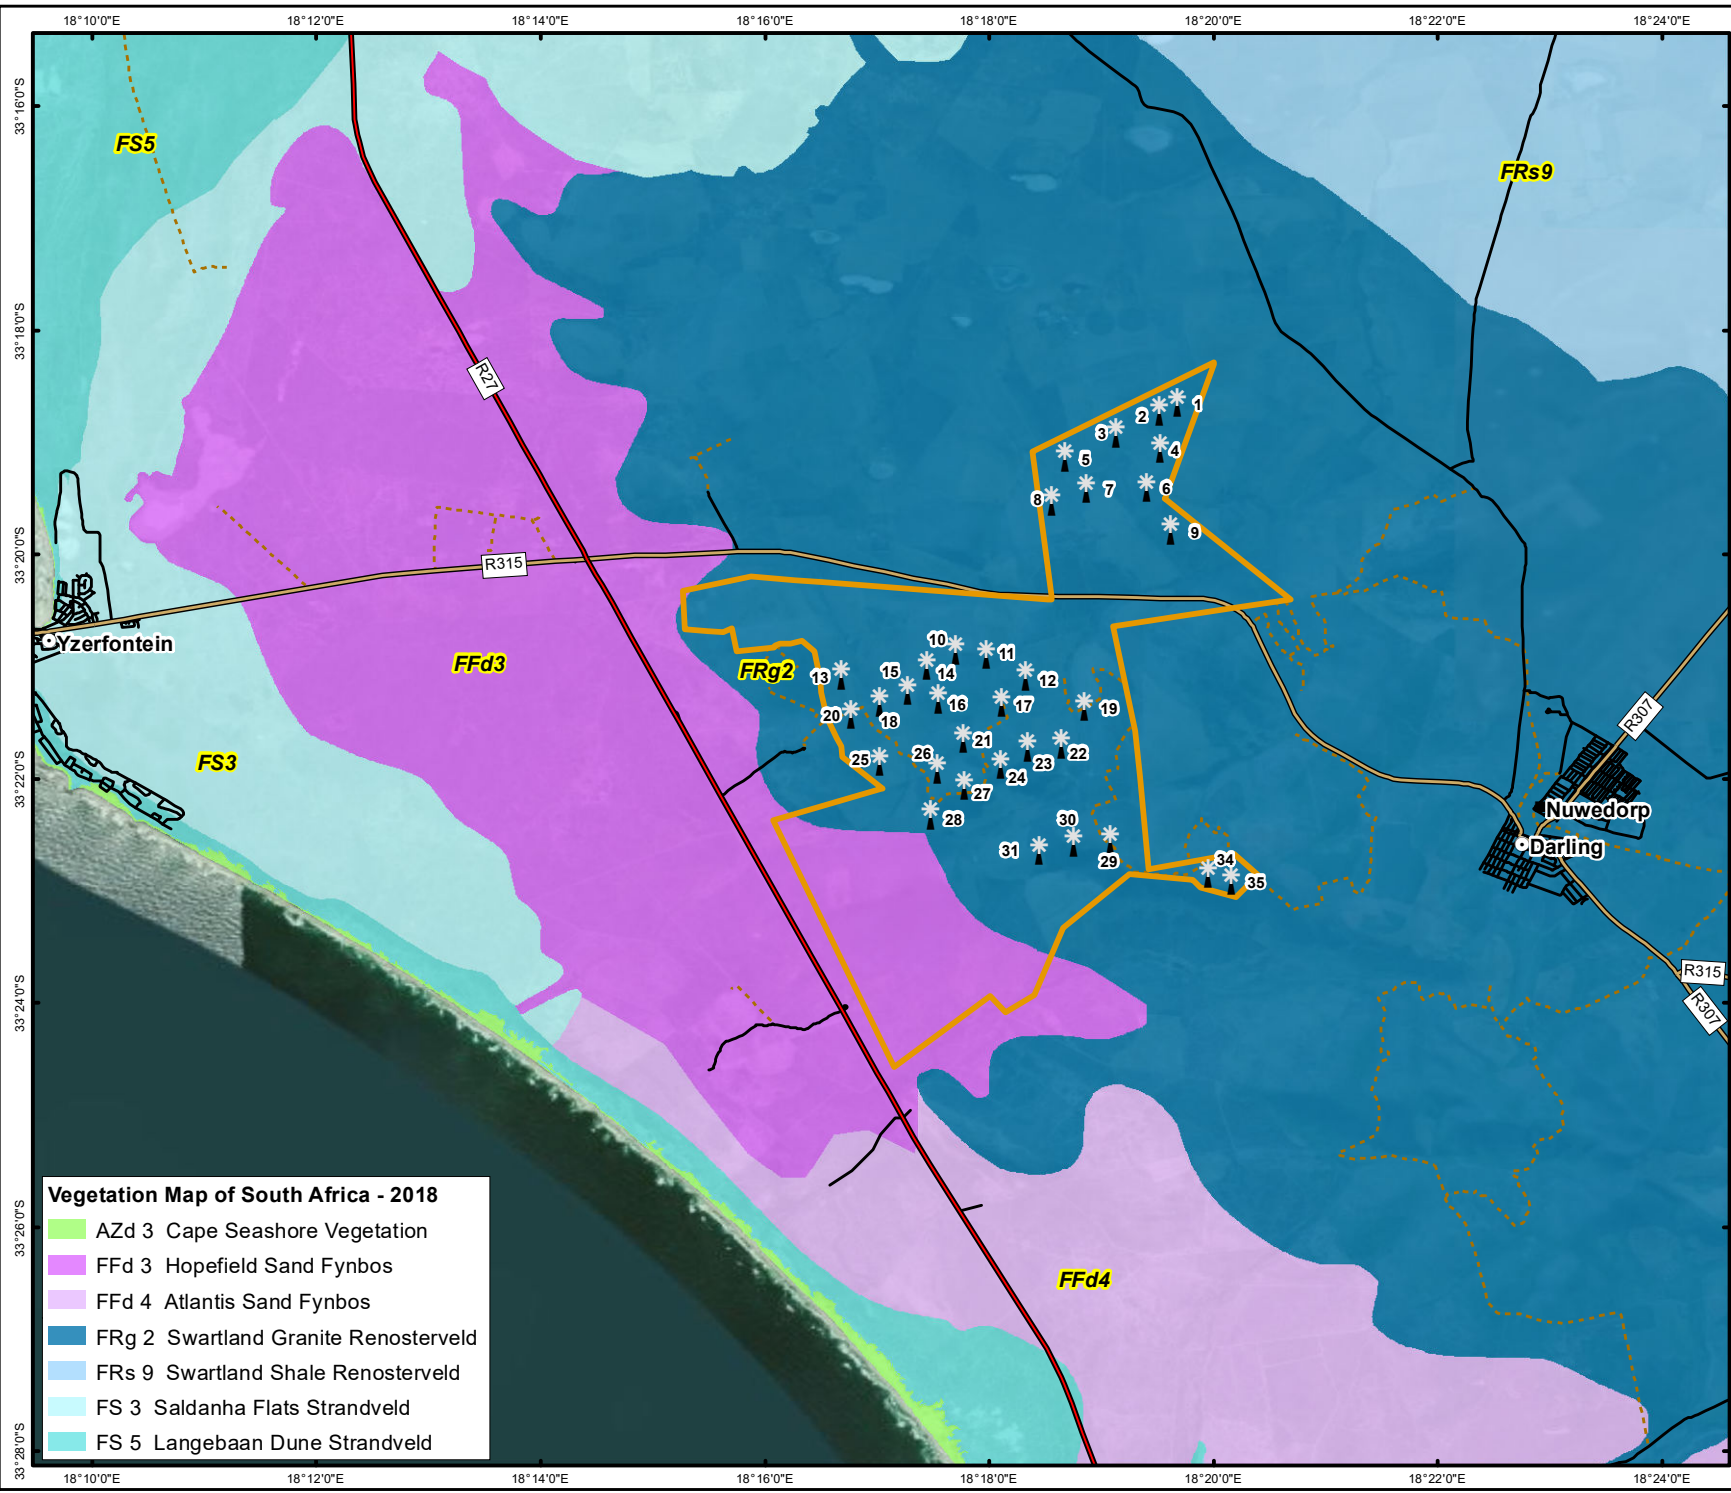 18°10'0"E
18°12'0"E
18°14'0"E
18°16'0"E
18°18'0"E
18°20'0"E
18°22'0"E
18°24'0"E
33°16'0"S
33°18'0"S
33°20'0"S
33°22'0"S
33°24'0"S
33°26'0"S
33°28'0"S
FS5
FRs9
R27
1
2
3
4
5
6
7
8
9
R315
Yzerfontein
FFd3
FRg2
10
11
12
13
14
15
16
17
18
19
20
21
22
23
24
25
26
27
28
29
30
31
34
35
FS3
R307
Nuwedorp
Darling
R315
R307
FFd4
Vegetation Map of South Africa - 2018
AZd 3 Cape Seashore Vegetation
FFd 3 Hopefield Sand Fynbos
FFd 4 Atlantis Sand Fynbos
FRg 2 Swartland Granite Renosterveld
FRs 9 Swartland Shale Renosterveld
FS 3 Saldanha Flats Strandveld
FS 5 Langebaan Dune Strandveld
18°10'0"E
18°12'0"E
18°14'0"E
18°16'0"E
18°18'0"E
18°20'0"E
18°22'0"E
18°24'0"E